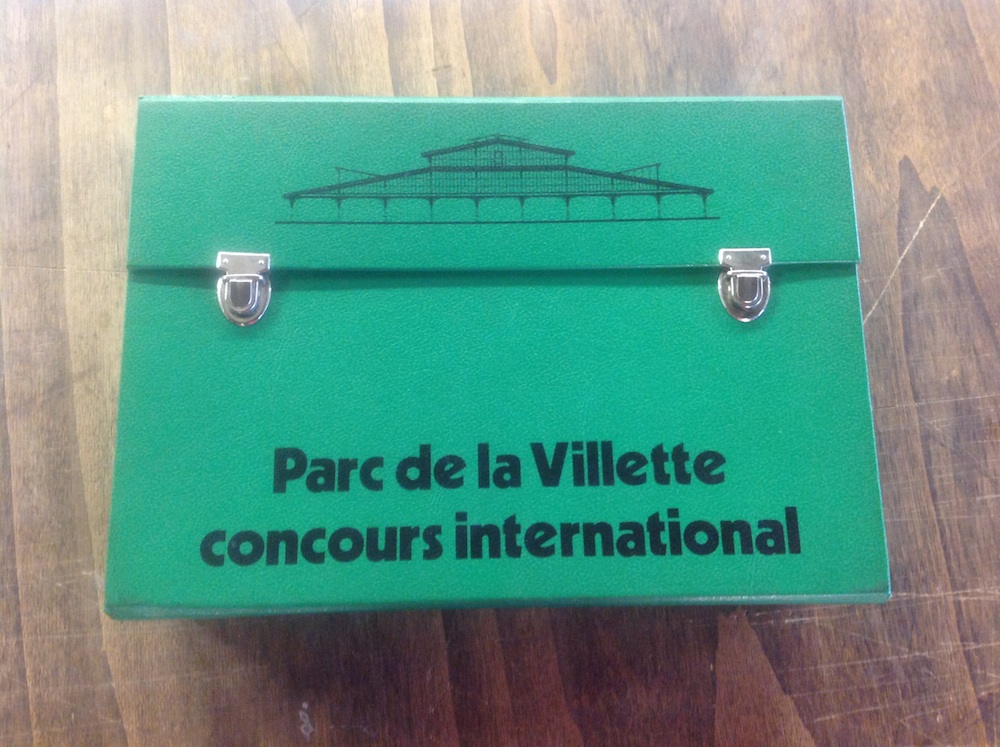 Parc de la Villette
concours international